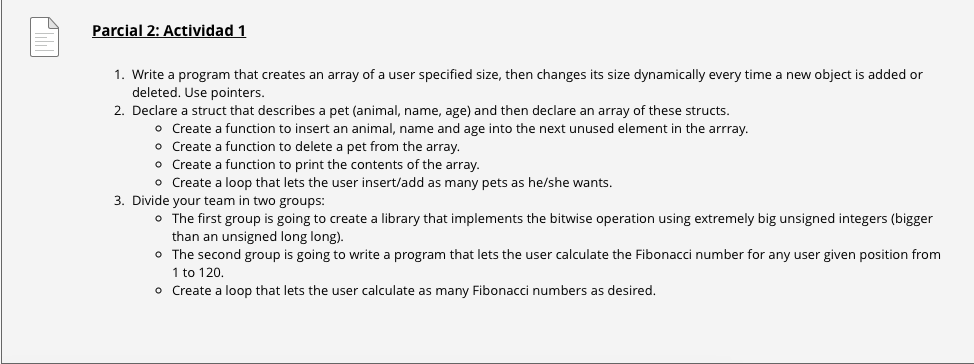 Parcial 2: Actividad 1
1. Write a program that creates an array of a user specified size, then changes its size dynamically every time a new object is added or
deleted. Use pointers.
2. Declare a struct that describes a pet (animal, name, age) and then declare an array of these structs.
Create a function to insert an animal, name and age into the next unused element in the arrray.
Create a function to delete a pet from the array.
Create a function to print the contents of the array.
Create a loop that lets the user insert/add as many pets as he/she wants.
3. Divide your team in two groups:
The first group is going to create a library that implements the bitwise operation using extremely big unsigned integers (bigger
than an unsigned long long).
The second group is going to write a program that lets the user calculate the Fibonacci number for any user given position from
1 to 120.
Create a loop that lets the user calculate as many Fibonacci numbers as desired.